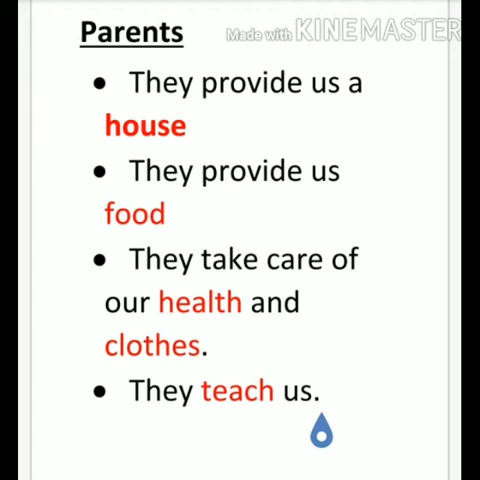 Parents
Made with KINEMASTER
• They provide us a
house
• They provide us
food
• They take care of
our health and
clothes.
• They teach us.